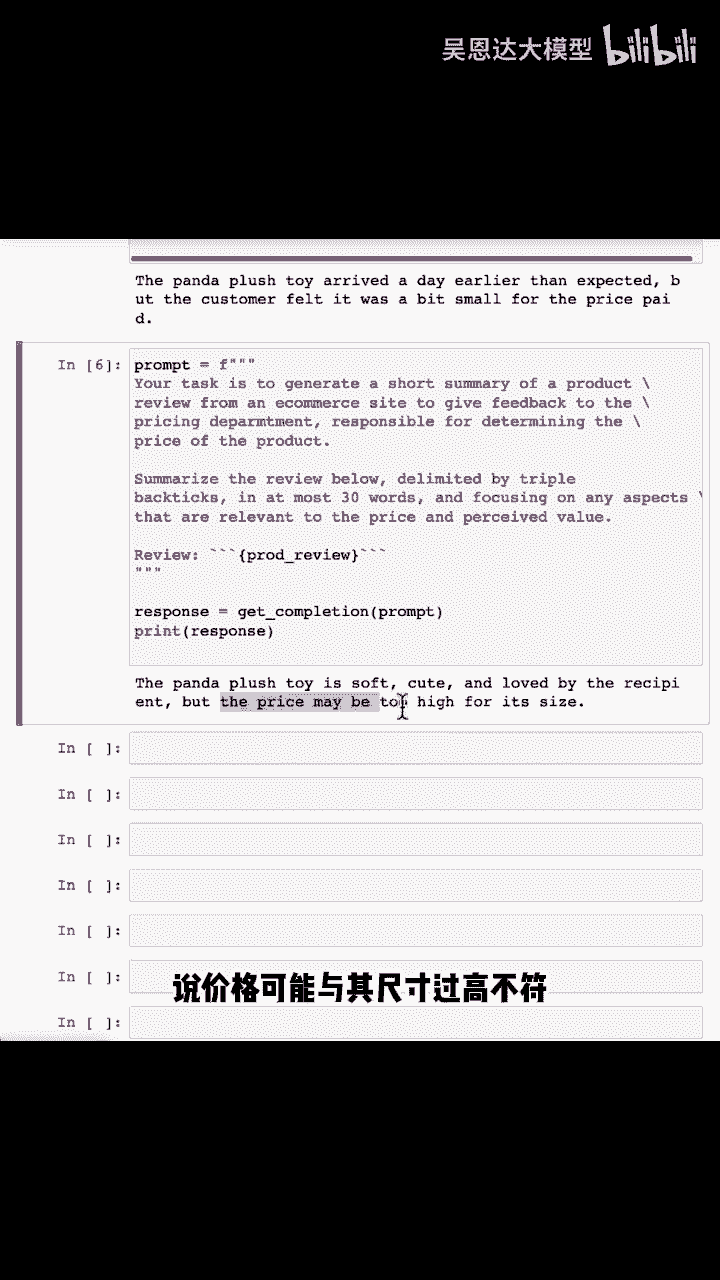 吴恩达大模型 bilibili
The panda plush toy arrived a day earlier than expected, b
ut the customer felt it was a bit small for the price pai
d.
In [6]: prompt = f"""
Your task is to generate a short summary of a product \
review from an ecommerce site to give feedback to the \
pricing deparmtment, responsible for determining the \
price of the product.
Summarize the review below, delimited by triple
backticks, in at most 30 words, and focusing on any aspects \
that are relevant to the price and perceived value.
Review: ```{prod_review}```
"""
response = get_completion(prompt)
print(response)
The panda plush toy is soft, cute, and loved by the recipi
ent, but the price may be too high for its size.
In [ ]:
In [ ]:
In [ ]:
In [ ]:
In [ ]:
In [ ]:
说价格可能与其尺寸过高不符
In [ ]: